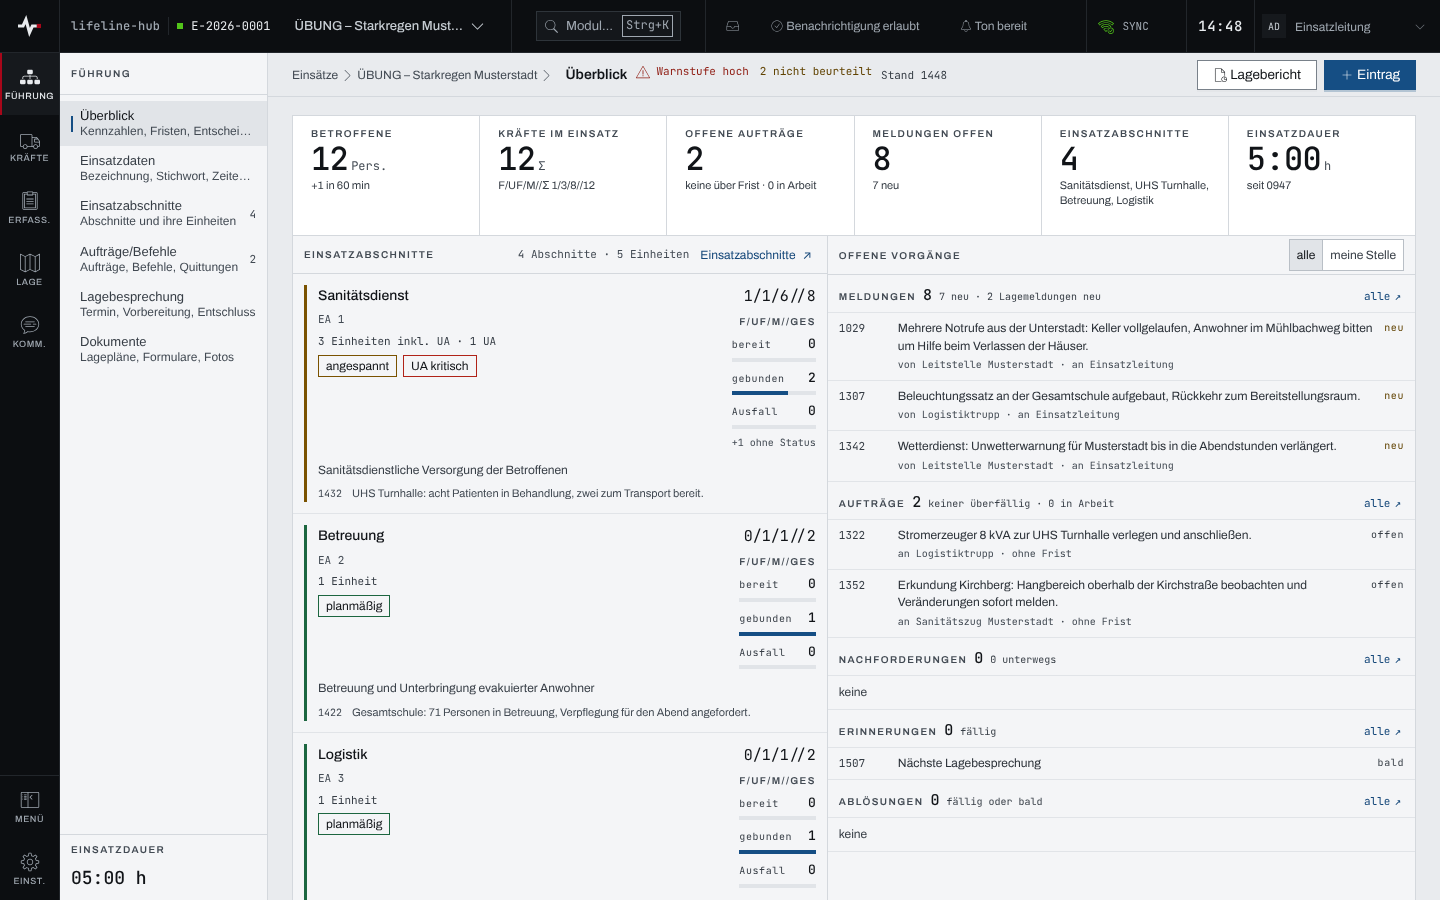 lifeline-hub
E-2026-0001
ÜBUNG – Starkregen Must…
Modul… Strg+K
Benachrichtigung erlaubt
Ton bereit
SYNC
14:48
AD Einsatzleitung
FÜHRUNG
KRÄFTE
ERFASS.
LAGE
KOMM.
MENÜ
EINST.
FÜHRUNG
Überblick
Kennzahlen, Fristen, Entschei…
Einsatzdaten
Bezeichnung, Stichwort, Zeite…
Einsatzabschnitte
Abschnitte und ihre Einheiten 4
Aufträge/Befehle
Aufträge, Befehle, Quittungen 2
Lagebesprechung
Termin, Vorbereitung, Entschluss
Dokumente
Lagepläne, Formulare, Fotos
EINSATZDAUER
05:00 h
Einsätze
ÜBUNG – Starkregen Musterstadt
Überblick
Warnstufe hoch 2 nicht beurteilt
Stand 1448
Lagebericht
+ Eintrag
BETROFFENE
12 Pers.
+1 in 60 min
KRÄFTE IM EINSATZ
12 Σ
F/UF/M//Σ 1/3/8//12
OFFENE AUFTRÄGE
2
keine über Frist · 0 in Arbeit
MELDUNGEN OFFEN
8
7 neu
EINSATZABSCHNITTE
4
Sanitätsdienst, UHS Turnhalle,
Betreuung, Logistik
EINSATZDAUER
5:00 h
seit 0947
EINSATZABSCHNITTE
4 Abschnitte · 5 Einheiten
Einsatzabschnitte ↗
Sanitätsdienst
EA 1
3 Einheiten inkl. UA · 1 UA
angespannt
UA kritisch
1/1/6//8
F/UF/M//GES
bereit 0
gebunden 2
Ausfall 0
+1 ohne Status
Sanitätsdienstliche Versorgung der Betroffenen
1432 UHS Turnhalle: acht Patienten in Behandlung, zwei zum Transport bereit.
Betreuung
EA 2
1 Einheit
planmäßig
0/1/1//2
F/UF/M//GES
bereit 0
gebunden 1
Ausfall 0
Betreuung und Unterbringung evakuierter Anwohner
1422 Gesamtschule: 71 Personen in Betreuung, Verpflegung für den Abend angefordert.
Logistik
EA 3
1 Einheit
planmäßig
0/1/1//2
F/UF/M//GES
bereit 0
gebunden 1
Ausfall 0
OFFENE VORGÄNGE
alle
meine Stelle
MELDUNGEN 8 7 neu · 2 Lagemeldungen neu
alle ↗
1029 Mehrere Notrufe aus der Unterstadt: Keller vollgelaufen, Anwohner im Mühlbachweg bitten neu
um Hilfe beim Verlassen der Häuser.
von Leitstelle Musterstadt · an Einsatzleitung
1307 Beleuchtungssatz an der Gesamtschule aufgebaut, Rückkehr zum Bereitstellungsraum. neu
von Logistiktrupp · an Einsatzleitung
1342 Wetterdienst: Unwetterwarnung für Musterstadt bis in die Abendstunden verlängert. neu
von Leitstelle Musterstadt · an Einsatzleitung
AUFTRÄGE 2 keiner überfällig · 0 in Arbeit
alle ↗
1322 Stromerzeuger 8 kVA zur UHS Turnhalle verlegen und anschließen. offen
an Logistiktrupp · ohne Frist
1352 Erkundung Kirchberg: Hangbereich oberhalb der Kirchstraße beobachten und offen
Veränderungen sofort melden.
an Sanitätszug Musterstadt · ohne Frist
NACHFORDERUNGEN 0 0 unterwegs
alle ↗
keine
ERINNERUNGEN 0 fällig
alle ↗
1507 Nächste Lagebesprechung bald
ABLÖSUNGEN 0 fällig oder bald
alle ↗
keine